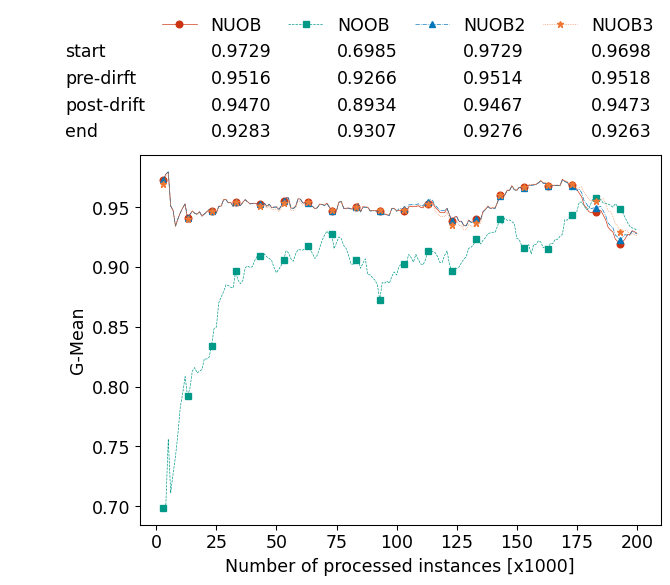 NUOB NOOB NUOB2 NUOB3
start 0.9729 0.6985 0.9729 0.9698
pre-dirft 0.9516 0.9266 0.9514 0.9518
post-drift 0.9470 0.8934 0.9467 0.9473
end 0.9283 0.9307 0.9276 0.9263
0.95
0.90
0.85
0.80
0.75
0.70
G-Mean
0 25 50 75 100 125 150 175 200
Number of processed instances [x1000]